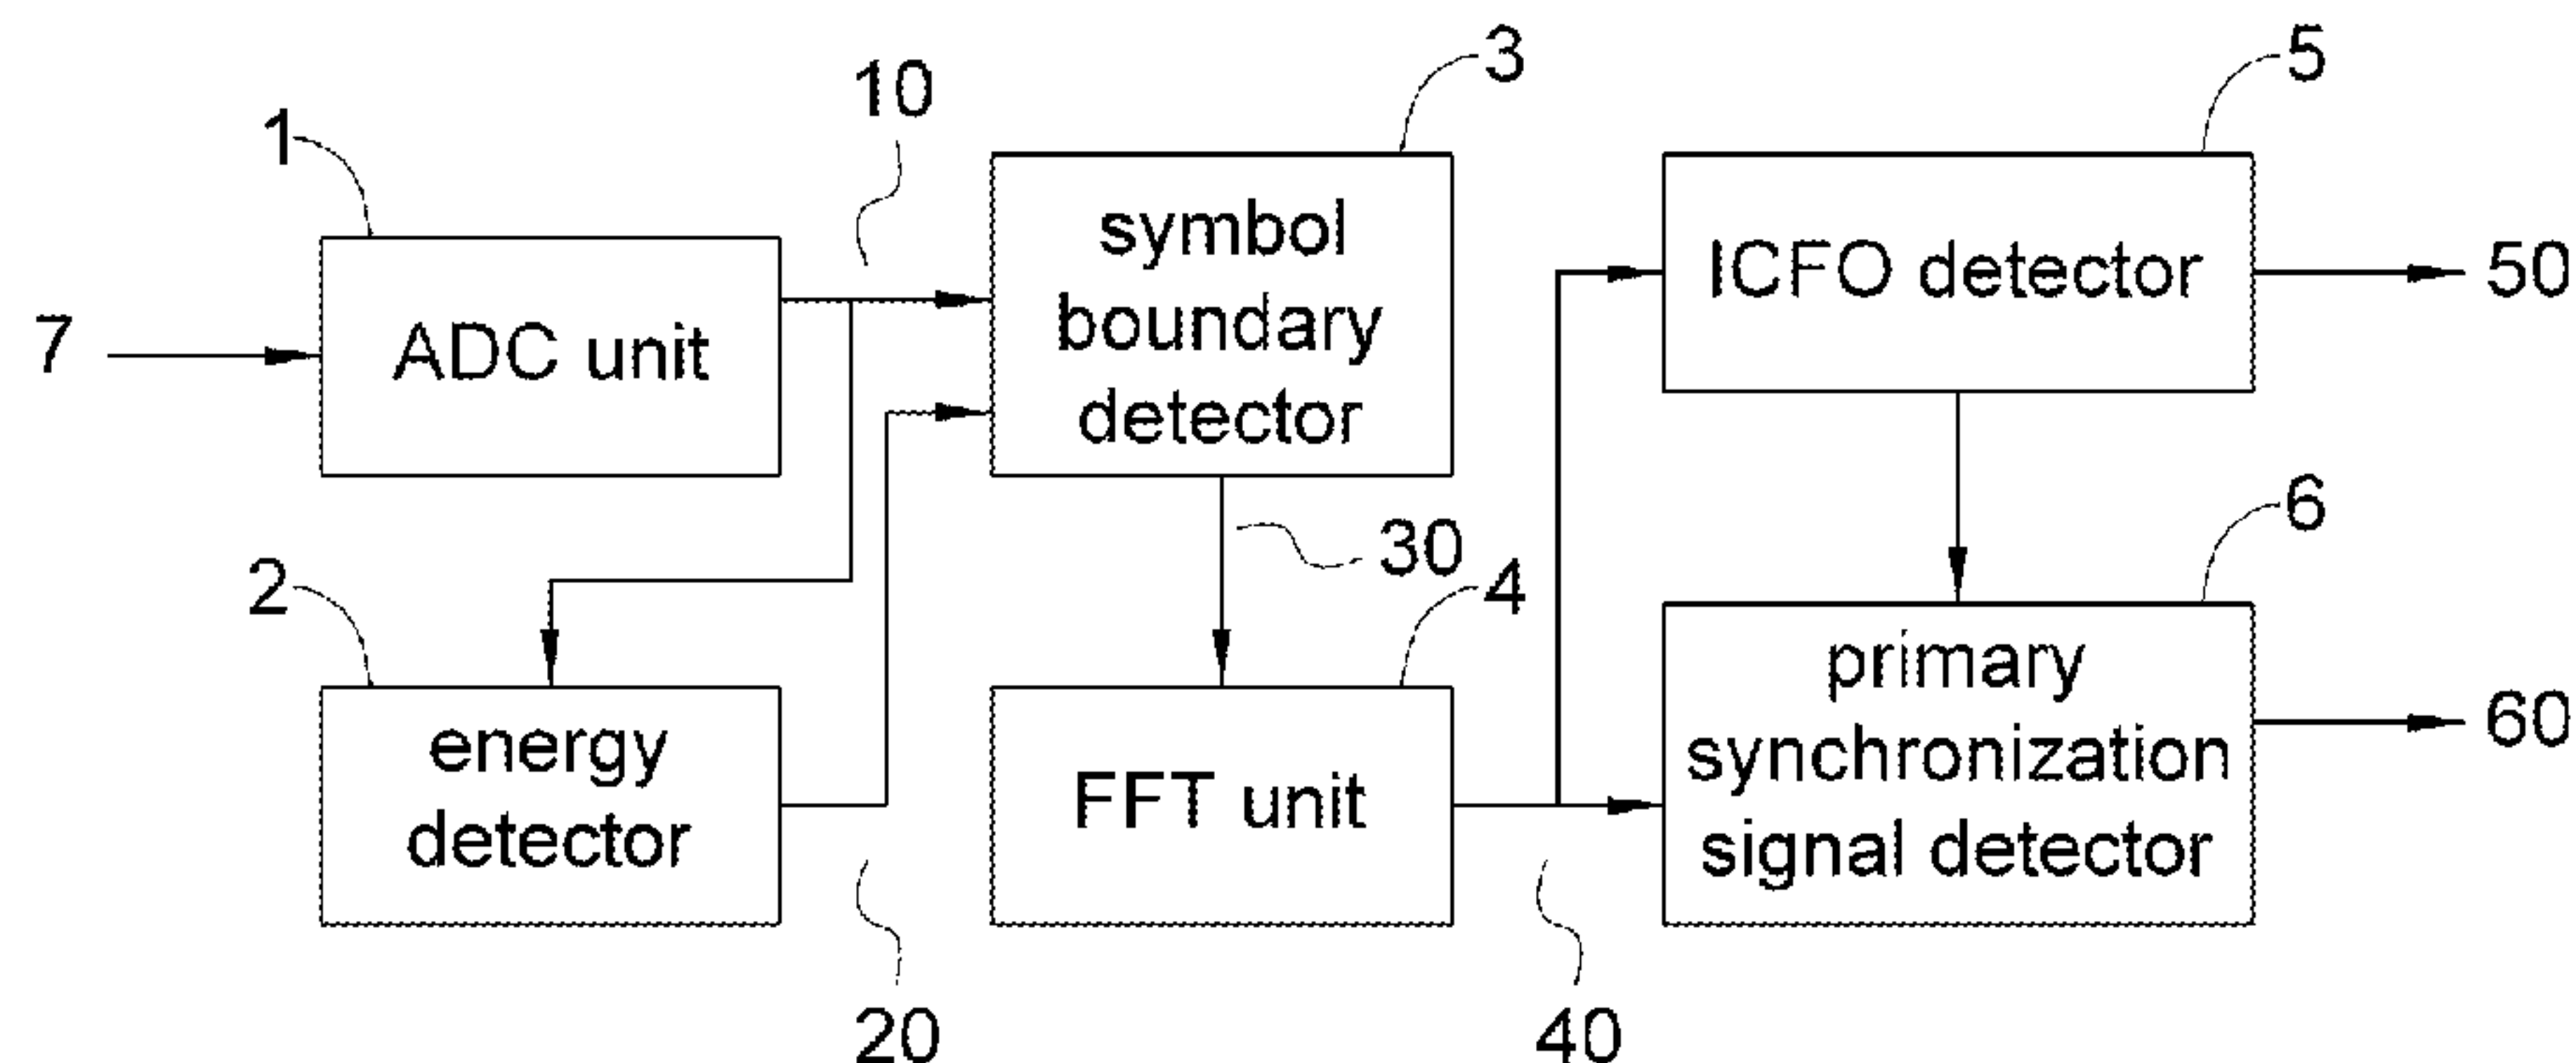 1
10
3
5
7
ADC unit
symbol
boundary
detector
ICFO detector
50
2
30
4
6
energy
detector
FFT unit
primary
synchronization
signal detector
60
20
40